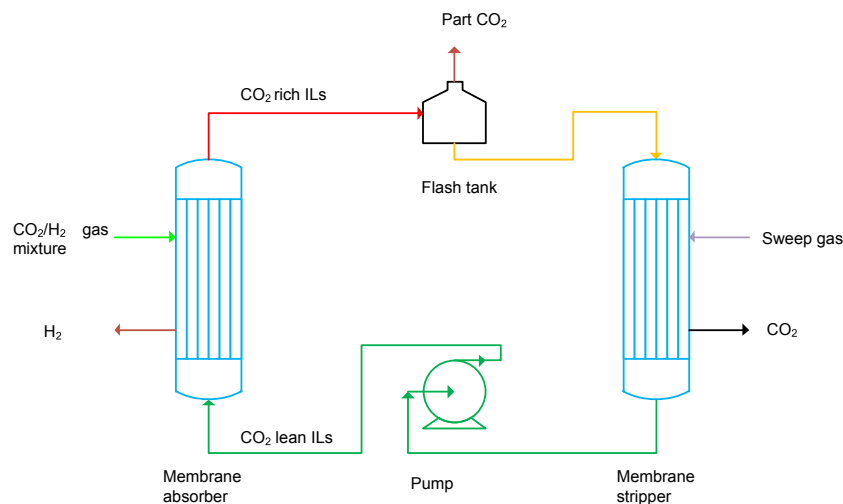 Part CO₂
CO₂ rich ILs
Flash tank
CO₂/H₂ gas
mixture
Sweep gas
H₂
CO₂
CO₂ lean ILs
Membrane
absorber
Pump
Membrane
stripper